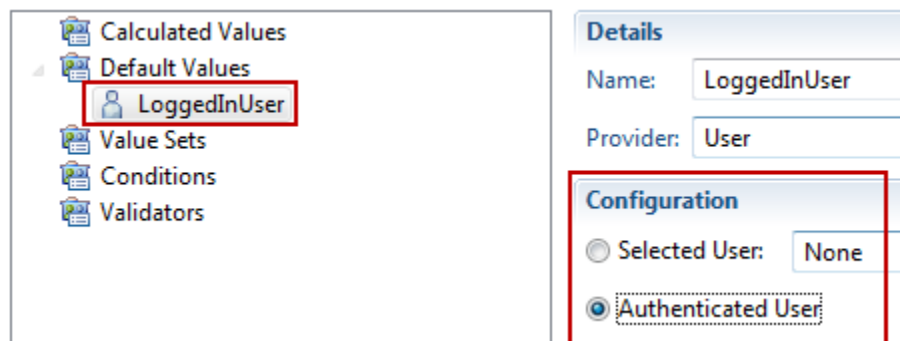 Calculated Values
Default Values
LoggedInUser
Value Sets
Conditions
Validators
Details
Name: LoggedInUser
Provider: User
Configuration
Selected User: None
Authenticated User